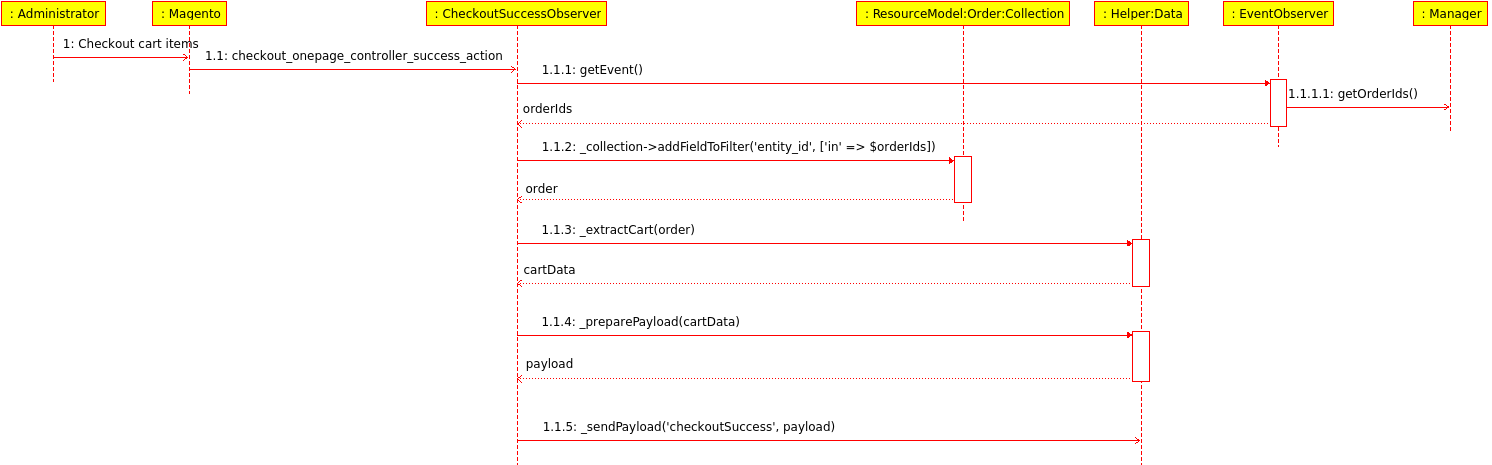 : Administrator
: Magento
: CheckoutSuccessObserver
: ResourceModel:Order:Collection
: Helper:Data
: EventObserver
: Manager
1: Checkout cart items
1.1: checkout_onepage_controller_success_action
1.1.1: getEvent()
1.1.1.1: getOrderIds()
orderIds
1.1.2: _collection->addFieldToFilter('entity_id', ['in' => $orderIds])
order
1.1.3: _extractCart(order)
cartData
1.1.4: _preparePayload(cartData)
payload
1.1.5: _sendPayload('checkoutSuccess', payload)